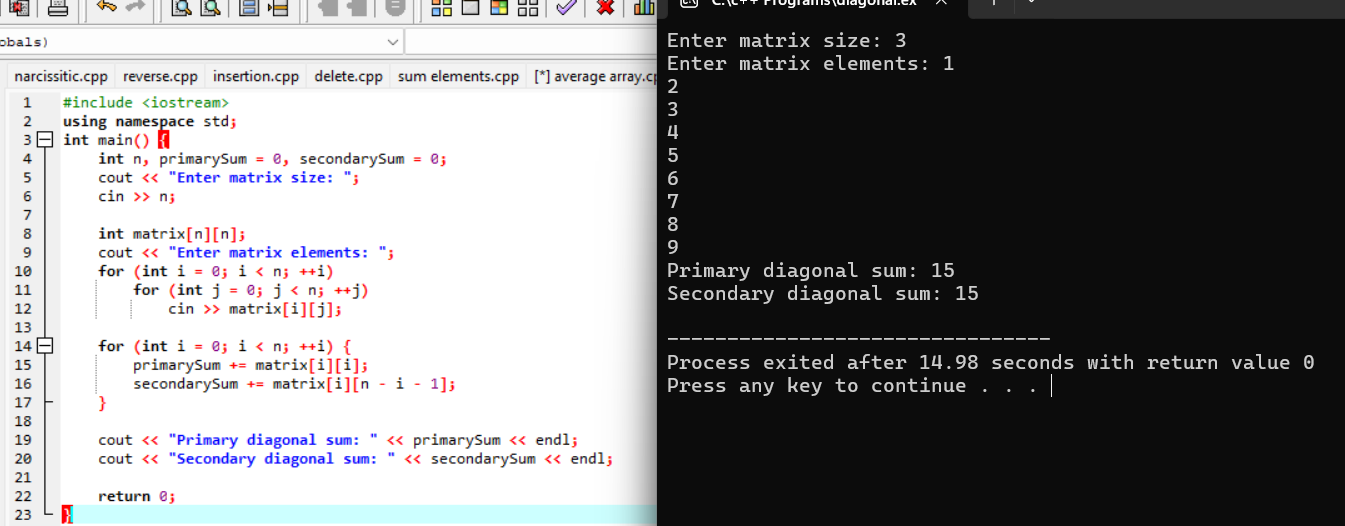 obals)
narcissitic.cpp reverse.cpp insertion.cpp delete.cpp sum elements.cpp [*] average array.cp
1 #include <iostream>
2 using namespace std;
3 int main() {
4 int n, primarySum = 0, secondarySum = 0;
5 cout << "Enter matrix size: ";
6 cin >> n;
7
8 int matrix[n][n];
9 cout << "Enter matrix elements: ";
10 for (int i = 0; i < n; ++i)
11 for (int j = 0; j < n; ++j)
12 cin >> matrix[i][j];
13
14 for (int i = 0; i < n; ++i) {
15 primarySum += matrix[i][i];
16 secondarySum += matrix[i][n - i - 1];
17 }
18
19 cout << "Primary diagonal sum: " << primarySum << endl;
20 cout << "Secondary diagonal sum: " << secondarySum << endl;
21
22 return 0;
23 }
C:\c++ Programs\diagonal.ex
Enter matrix size: 3
Enter matrix elements: 1
2
3
4
5
6
7
8
9
Primary diagonal sum: 15
Secondary diagonal sum: 15
--------------------------------
Process exited after 14.98 seconds with return value 0
Press any key to continue . . .